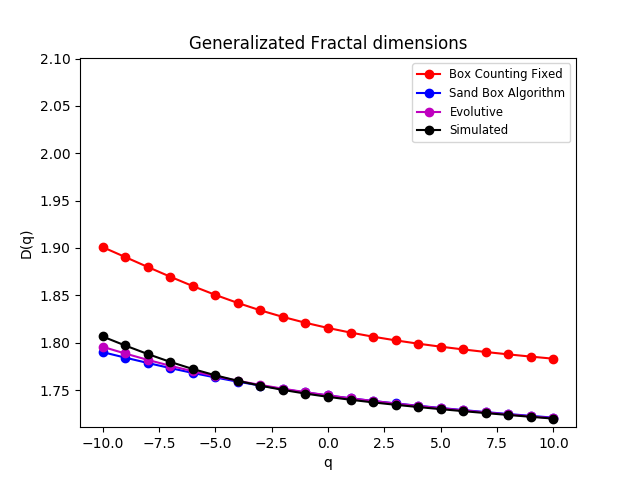 Generalizated Fractal dimensions
2.10
2.05
2.00
1.95
1.90
1.85
1.80
1.75
D(q)
Box Counting Fixed
Sand Box Algorithm
Evolutive
Simulated
−10.0 −7.5 −5.0 −2.5 0.0 2.5 5.0 7.5 10.0
q